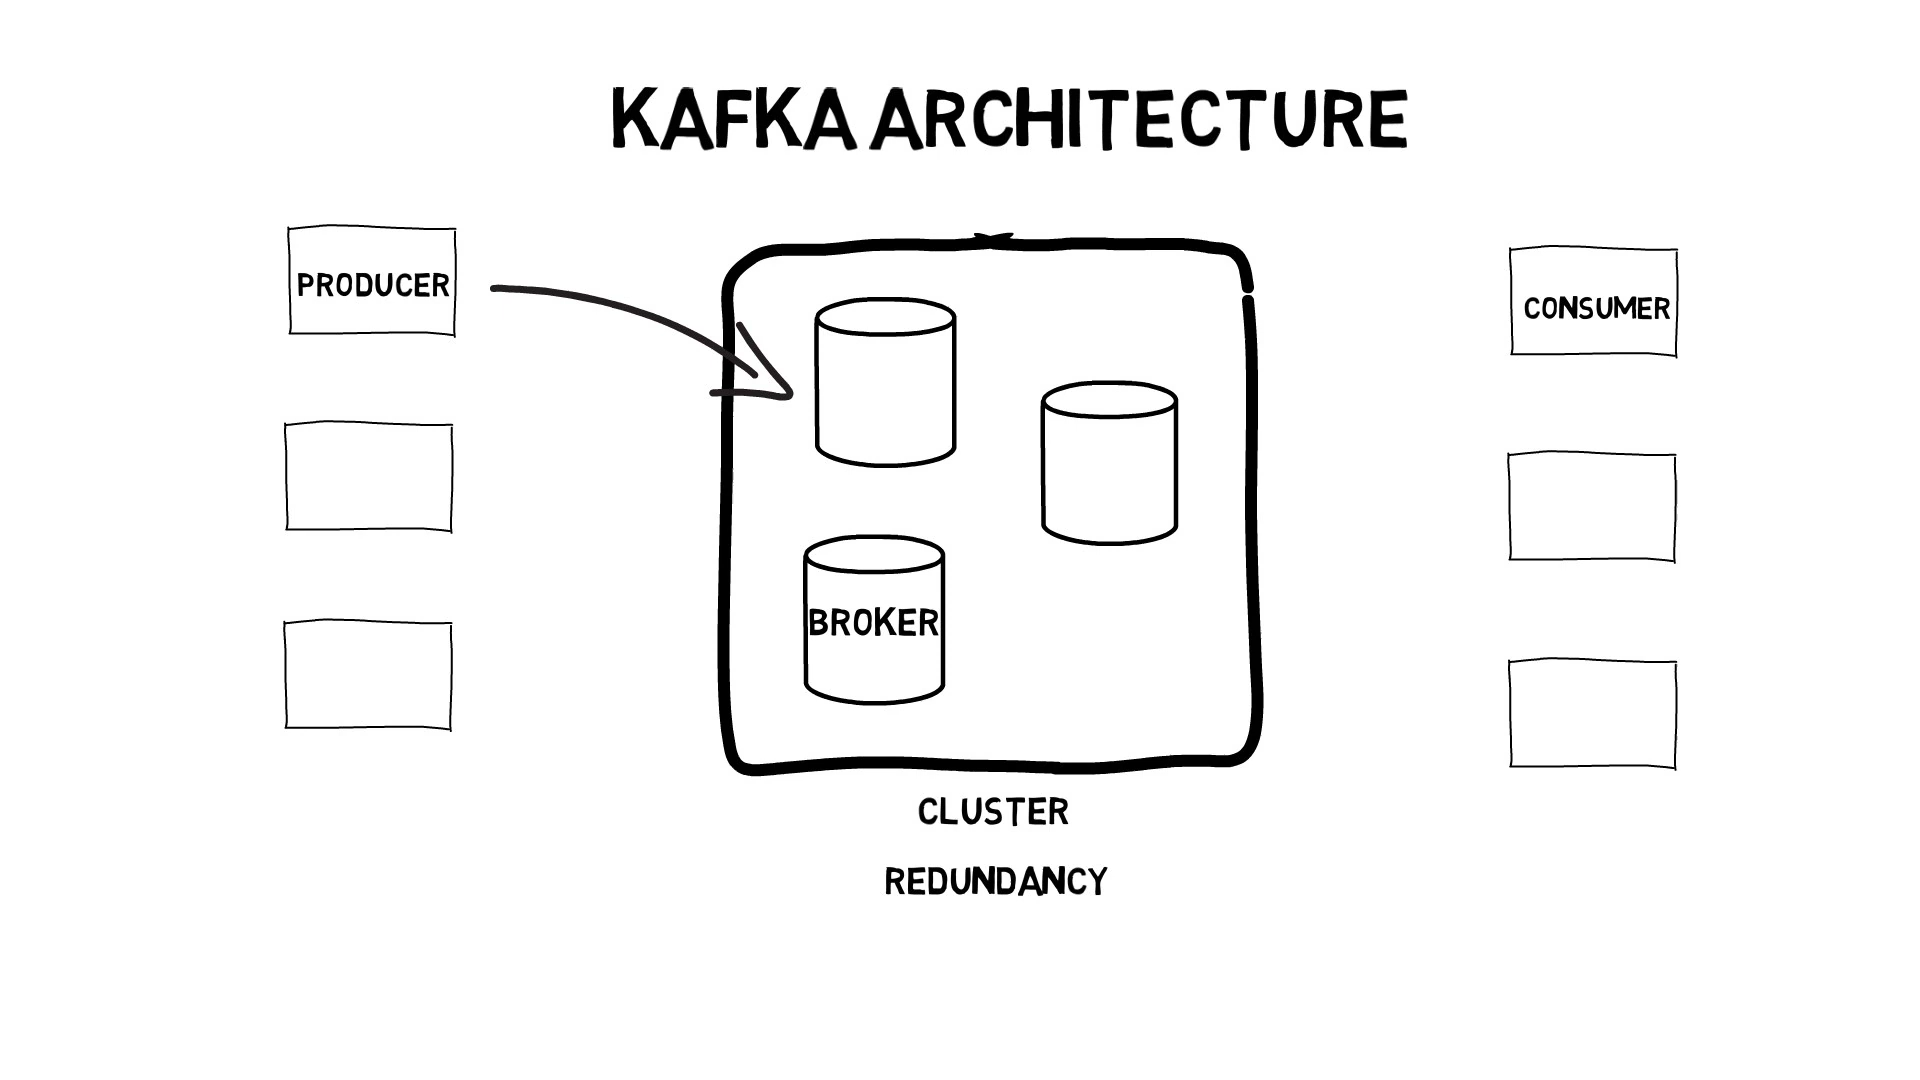 KAFKA ARCHITECTURE
PRODUCER
CONSUMER
BROKER
CLUSTER
REDUNDANCY